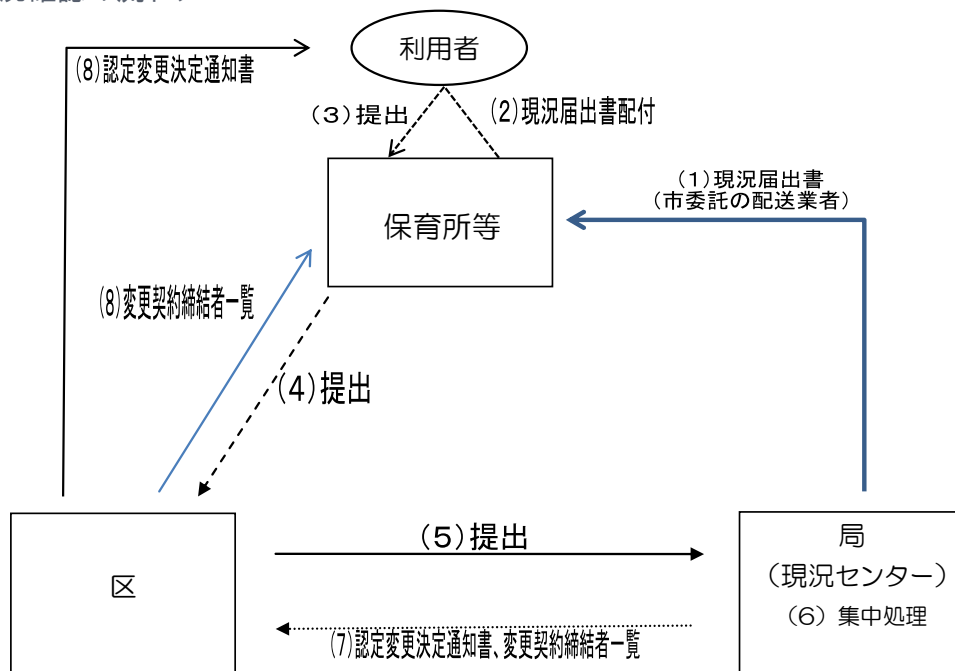 利用者
(8)認定変更決定通知書
(3)提出
(2)現況届出書配付
(1)現況届出書
(市委託の配送業者)
保育所等
(8)変更契約締結者一覧
(4)提出
(5)提出
区
局
(現況センター)
(6)集中処理
(7)認定変更決定通知書、変更契約締結者一覧